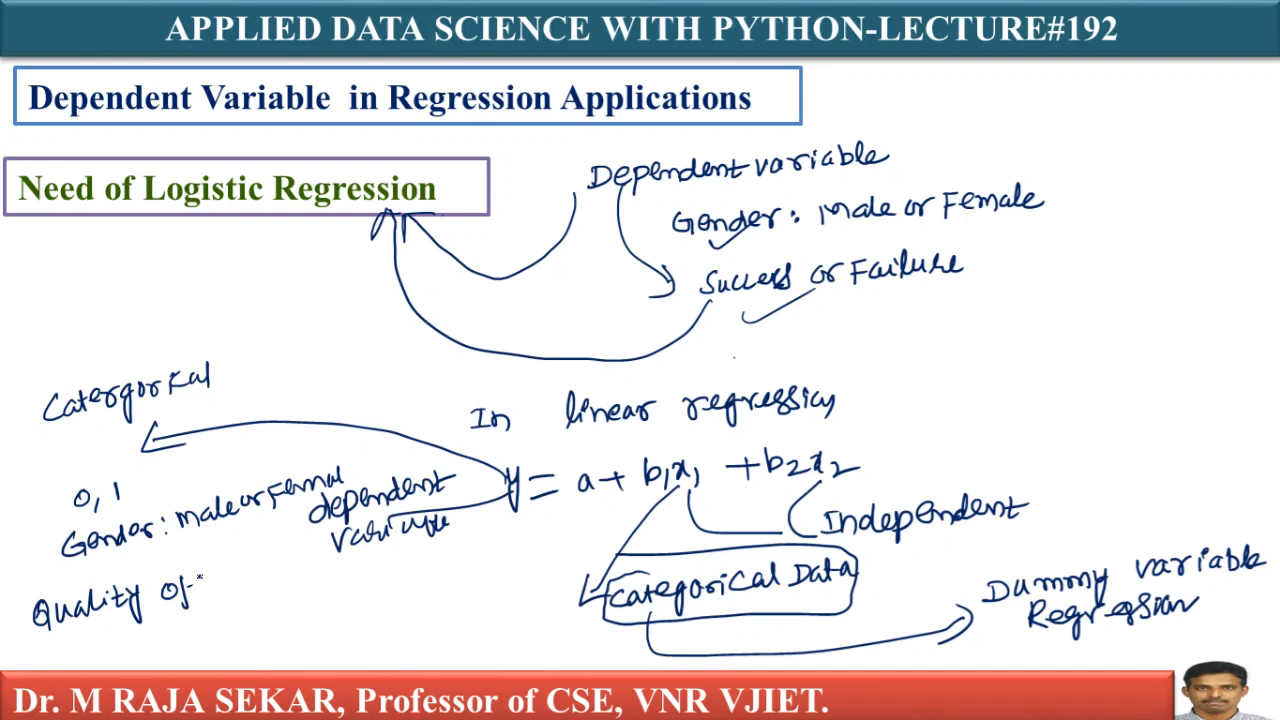 APPLIED DATA SCIENCE WITH PYTHON-LECTURE#192
Dependent Variable in Regression Applications
Need of Logistic Regression
Dependent variable
Gender: Male or Female
Success or Failure
Catergorical
In linear regression
y = a + b1x1 + b2x2
0, 1
Gender: male or Femal
dependent
variable
Independent
Categorical Data
Dummy variable
Regression
Quality of
Dr. M RAJA SEKAR, Professor of CSE, VNR VJIET.